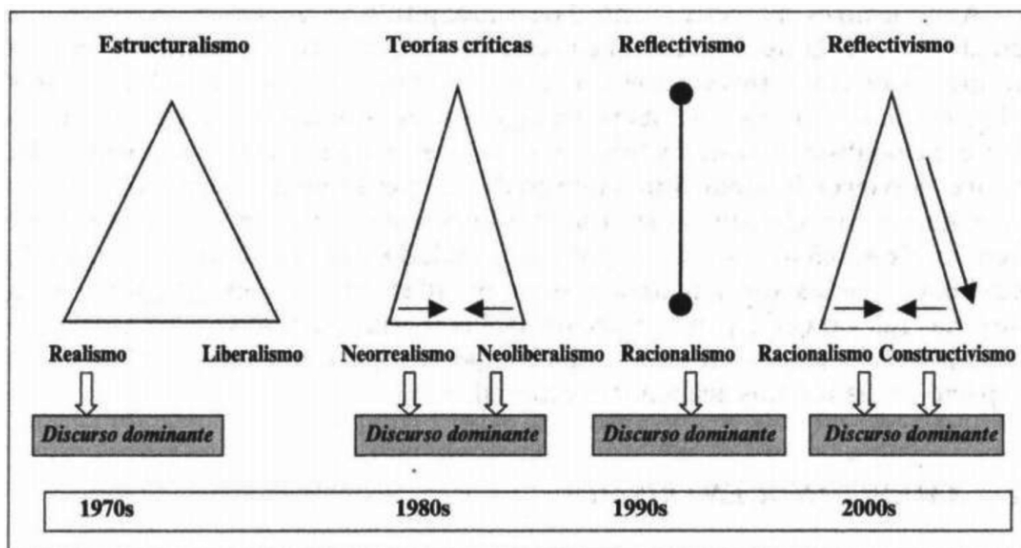 Estructuralismo Teorías críticas Reflectivismo Reflectivismo
Realismo Liberalismo Neorrealismo Neoliberalismo Racionalismo Racionalismo Constructivismo
Discurso dominante Discurso dominante Discurso dominante Discurso dominante
1970s 1980s 1990s 2000s